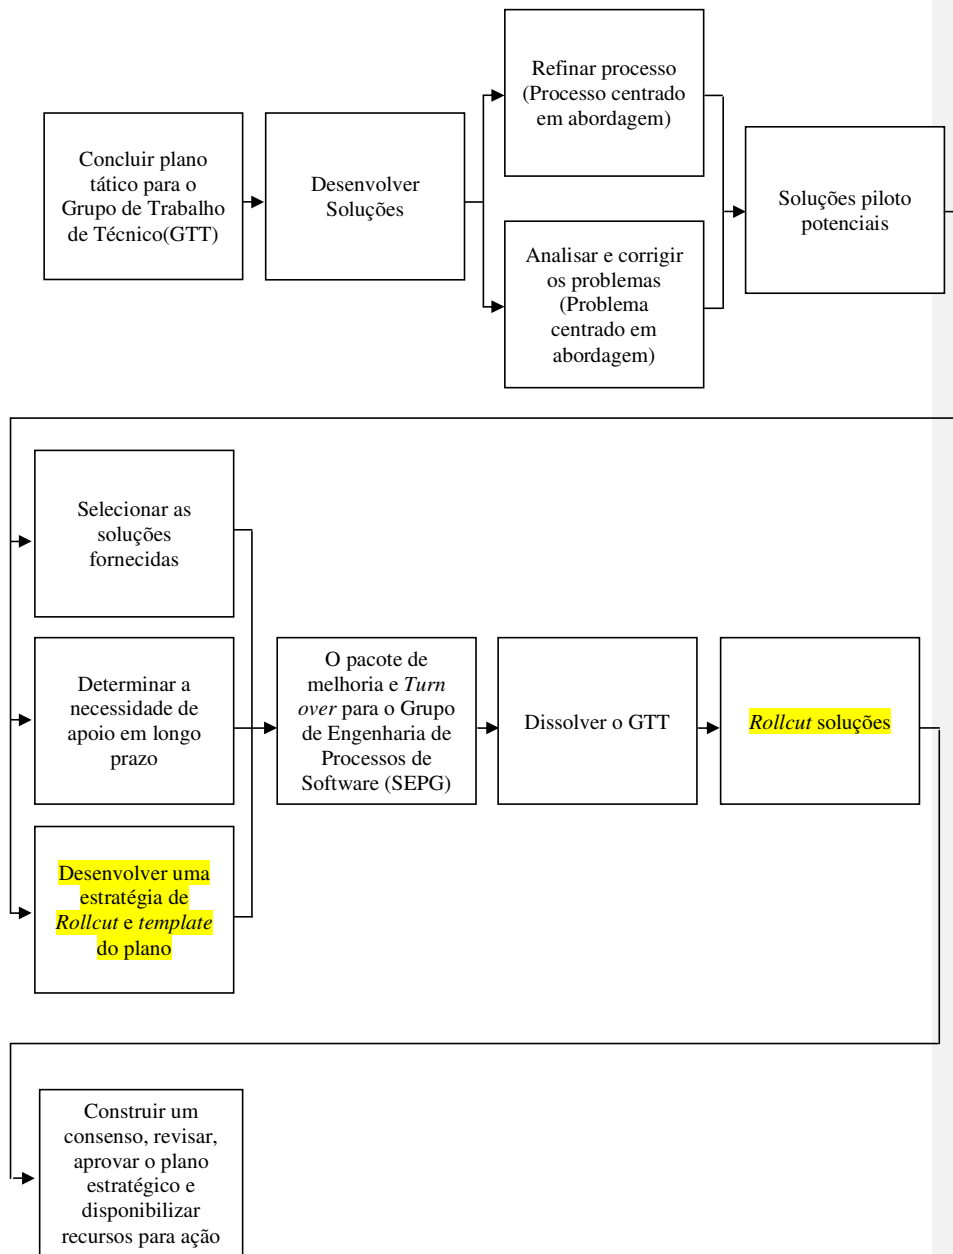 Concluir plano
tático para o
Grupo de Trabalho
de Técnico(GTT)
Desenvolver
Soluções
Refinar processo
(Processo centrado
em abordagem)
Analisar e corrigir
os problemas
(Problema
centrado em
abordagem)
Soluções piloto
potenciais
Selecionar as
soluções
fornecidas
Determinar a
necessidade de
apoio em longo
prazo
Desenvolver uma
estratégia de
Rollcut e template
do plano
O pacote de
melhoria e Turn
over para o Grupo
de Engenharia de
Processos de
Software (SEPG)
Dissolver o GTT
Rollcut soluções
Construir um
consenso, revisar,
aprovar o plano
estratégico e
disponibilizar
recursos para ação